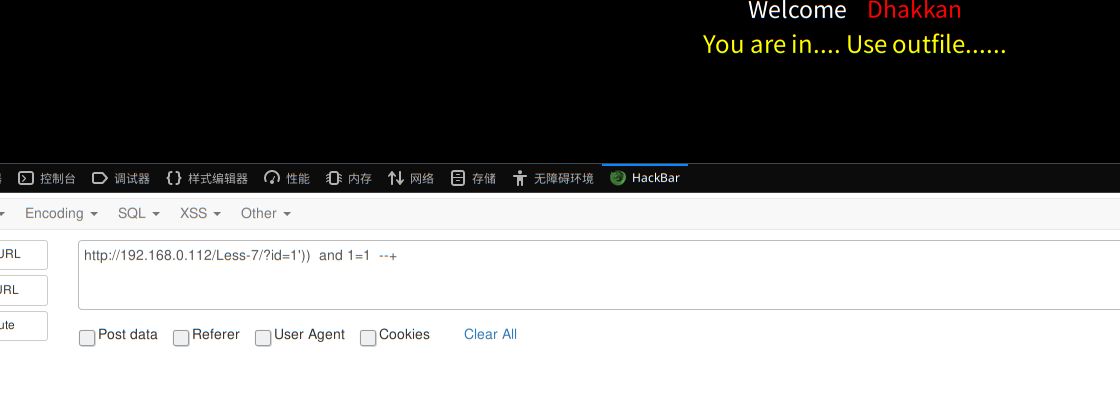 Welcome Dhakkan
You are in.... Use outfile......
控制台 调试器 样式编辑器 性能 内存 网络 存储 无障碍环境 HackBar
Encoding SQL XSS Other
URL
http://192.168.0.112/Less-7/?id=1')) and 1=1 --+
URL
ute
Post data Referer User Agent Cookies Clear All